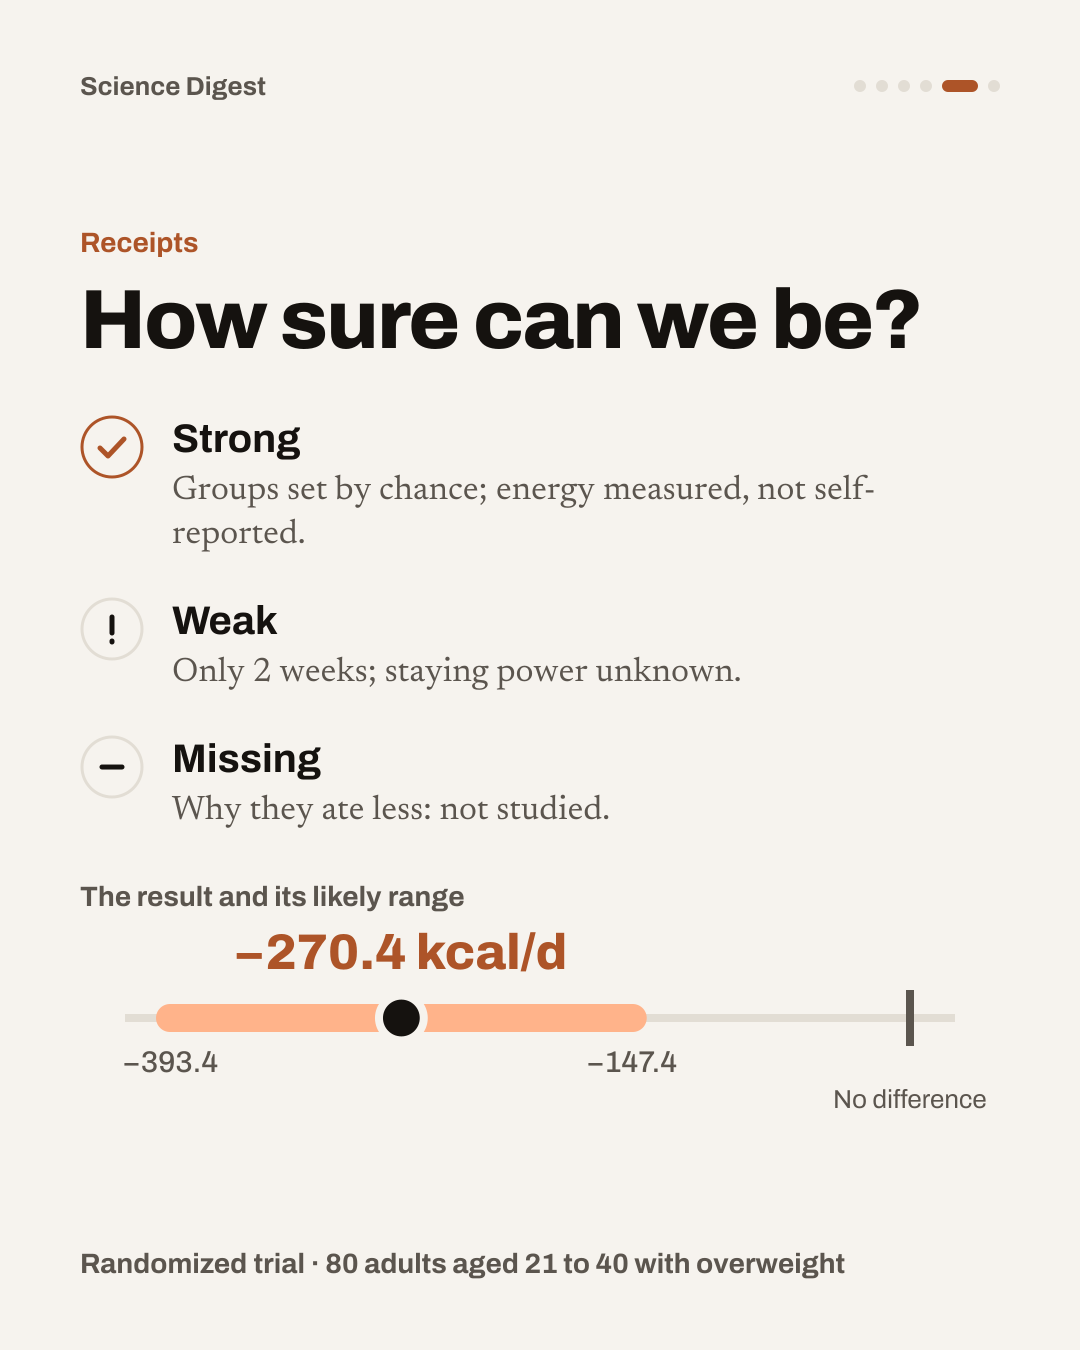 Science Digest
Receipts
How sure can we be?
Strong
Groups set by chance; energy measured, not self-
reported.
Weak
Only 2 weeks; staying power unknown.
Missing
Why they ate less: not studied.
The result and its likely range
−270.4 kcal/d
−393.4
−147.4
No difference
Randomized trial · 80 adults aged 21 to 40 with overweight